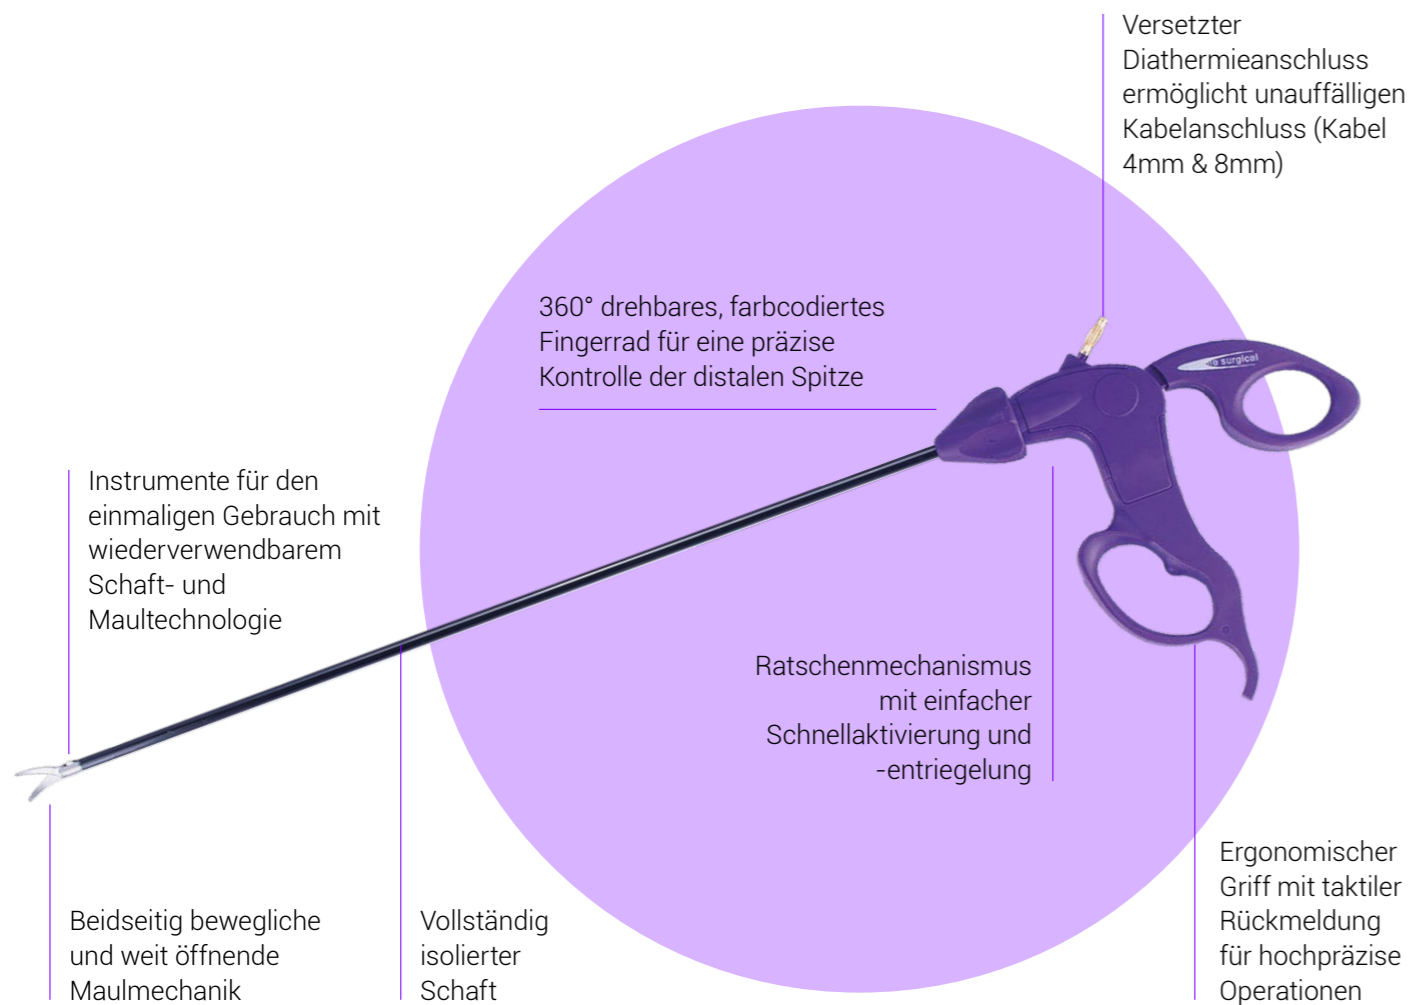 Versetzter
Diathermieanschluss
ermöglicht unauffälligen
Kabelanschluss (Kabel
4mm & 8mm)
360° drehbares, farbcodiertes
Fingerrad für eine präzise
Kontrolle der distalen Spitze
surgical
Instrumente für den
einmaligen Gebrauch mit
wiederverwendbarem
Schaft- und
Maultechnologie
Ratschenmechanismus
mit einfacher
Schnellaktivierung und
-entriegelung
Ergonomischer
Griff mit taktiler
Rückmeldung
für hochpräzise
Operationen
Beidseitig bewegliche
und weit öffnende
Maulmechanik
Vollständig
isolierter
Schaft